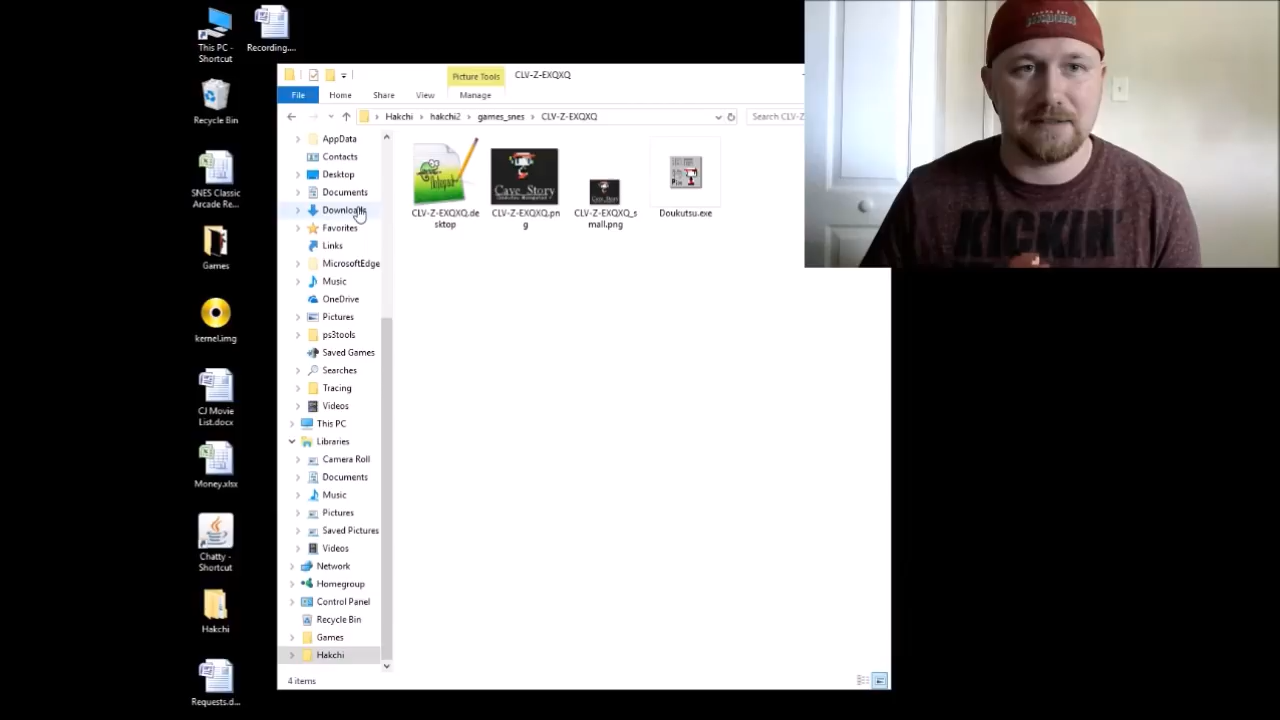 This PC -
Shortcut
Recording....
Recycle Bin
SNES Classic
Arcade Re...
Games
kernel.img
CJ Movie
List.docx
Money.xlsx
Chatty -
Shortcut
Hakchi
Requests.d...
Picture Tools
CLV-Z-EXQXQ
File
Home
Share
View
Manage
Hakchi > hakchi2 > games_snes > CLV-Z-EXQXQ
Search CLV-Z
AppData
Contacts
Desktop
Documents
Downloads
Favorites
Links
MicrosoftEdge
Music
OneDrive
Pictures
ps3tools
Saved Games
Searches
Tracing
Videos
This PC
Libraries
Camera Roll
Documents
Music
Pictures
Saved Pictures
Videos
Network
Homegroup
Control Panel
Recycle Bin
Games
Hakchi
Cave Story
CLV-Z-EXQXQ.de
sktop
CLV-Z-EXQXQ.pn
g
CLV-Z-EXQXQ_s
mall.png
Doukutsu.exe
4 items
KICKIN